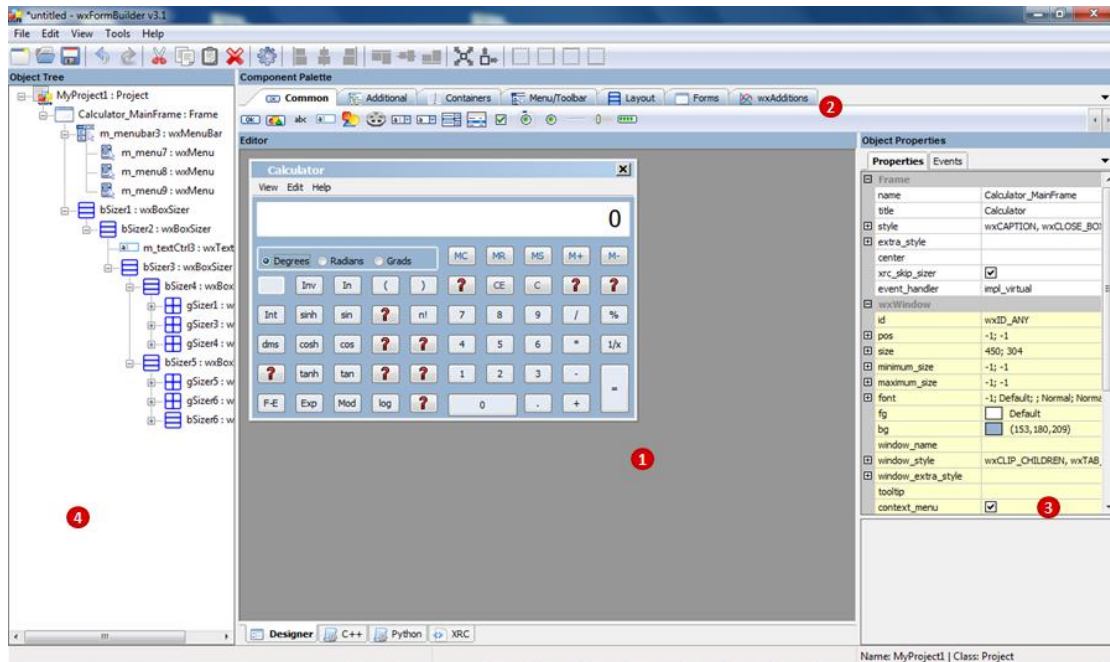 *untitled - wxFormBuilder v3.1
File Edit View Tools Help
Object Tree
MyProject1 : Project
Calculator_MainFrame : Frame
m_menubar3 : wxMenuBar
m_menu7 : wxMenu
m_menu8 : wxMenu
m_menu9 : wxMenu
bSizer1 : wxBoxSizer
bSizer2 : wxBoxSizer
m_textCtrl3 : wxText
bSizer3 : wxBoxSizer
bSizer4 : wxBox
gSizer1 : w
gSizer3 : w
gSizer4 : w
bSizer5 : wxBox
gSizer5 : w
gSizer6 : w
bSizer6 : w
4
Component Palette
Common Additional Containers Menu/Toolbar Layout Forms wxAdditions
2
OK abc
Editor
Calculator
View Edit Help
0
Degrees Radians Grads MC MR MS M+ M-
Inv In ( ) ? CE C ? ?
Int sinh sin ? n! 7 8 9 / %
dms cosh cos ? ? 4 5 6 * 1/x
? tanh tan ? ? 1 2 3 - =
F-E Exp Mod log ? 0 . +
1
Designer C++ Python XRC
Object Properties
Properties Events
Frame
name Calculator_MainFrame
title Calculator
style wxCAPTION, wxCLOSE_BO
extra_style
center
xrc_skip_sizer
event_handler impl_virtual
wxWindow
id wxID_ANY
pos -1; -1
size 450; 304
minimum_size -1; -1
maximum_size -1; -1
font -1; Default; ; Normal; Norma
fg Default
bg (153,180,209)
window_name
window_style wxCLIP_CHILDREN, wxTAB_
window_extra_style
tooltip
context_menu
3
Name: MyProject1 | Class: Project